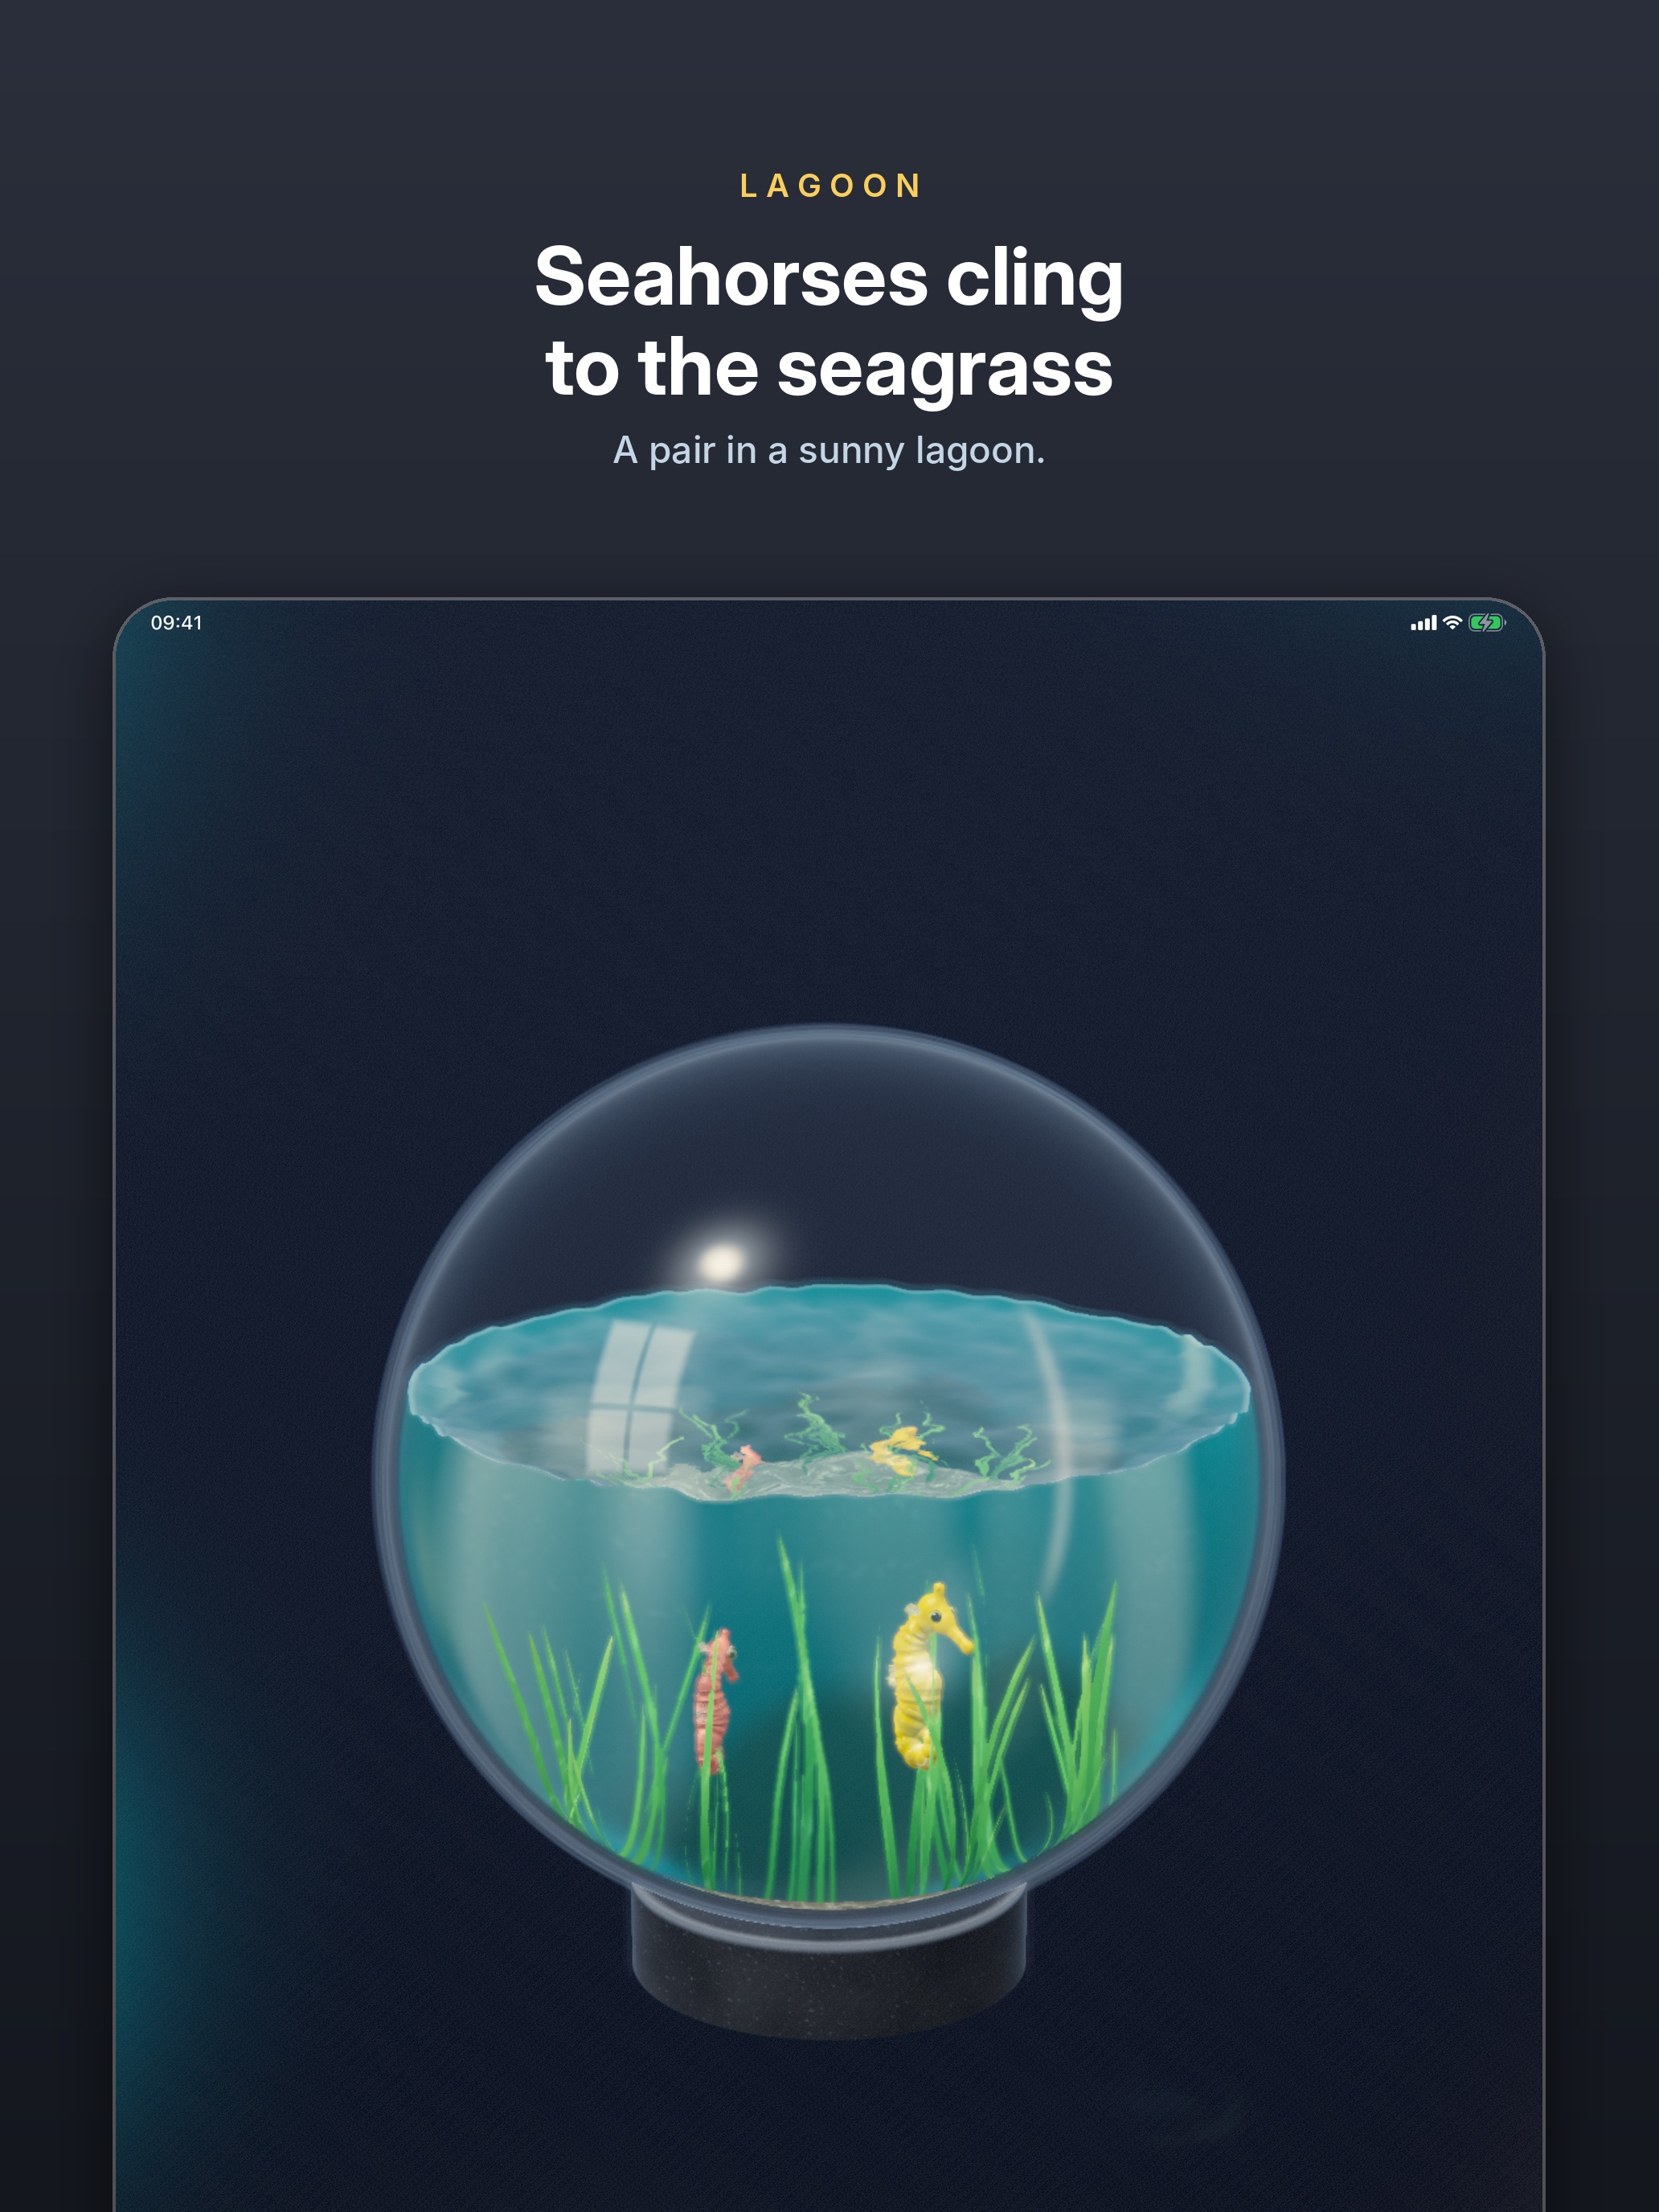 LAGOON
Seahorses cling
to the seagrass
A pair in a sunny lagoon.
09:41